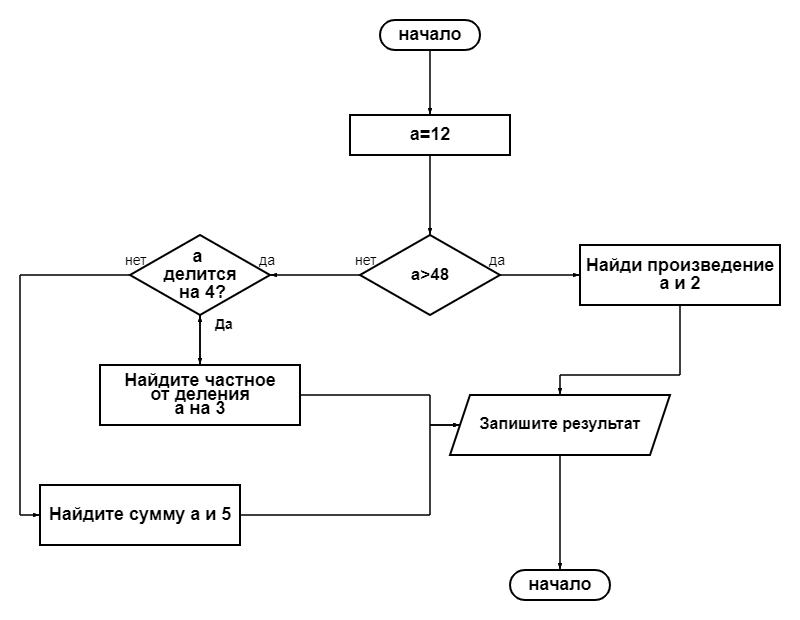 начало
a=12
нет
a
делится
на 4?
да
нет
a>48
да
Найди произведение
a и 2
Да
Найдите частное
от деления
a на 3
Запишите результат
Найдите сумму a и 5
начало